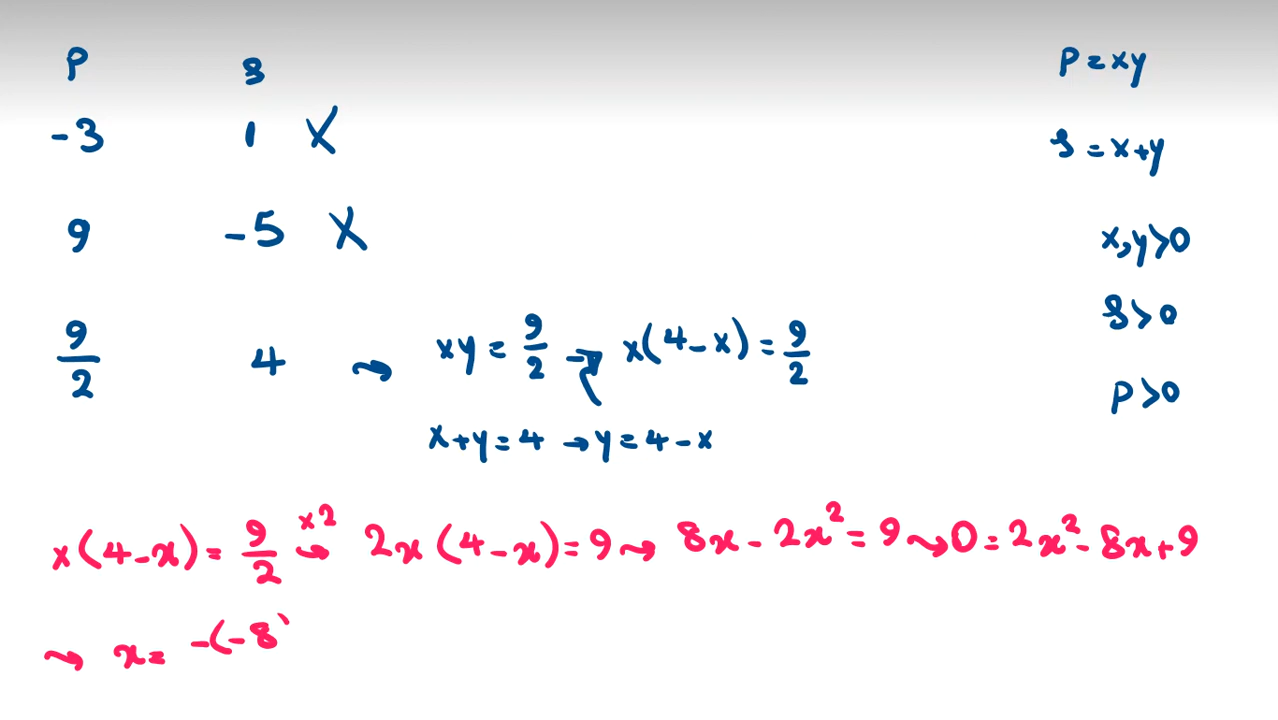 P S P = xy
-3 1 X S = x+y
9 -5 X x,y>0
S>0
9/2 4 ⇝ xy = 9/2 → x(4-x) = 9/2 P>0
x+y=4 → y=4-x
x(4-x) = 9/2 ×2⇝ 2x(4-x)=9 ⇝ 8x-2x²=9 ⇝ 0=2x²-8x+9
⇝ x= -(-8)